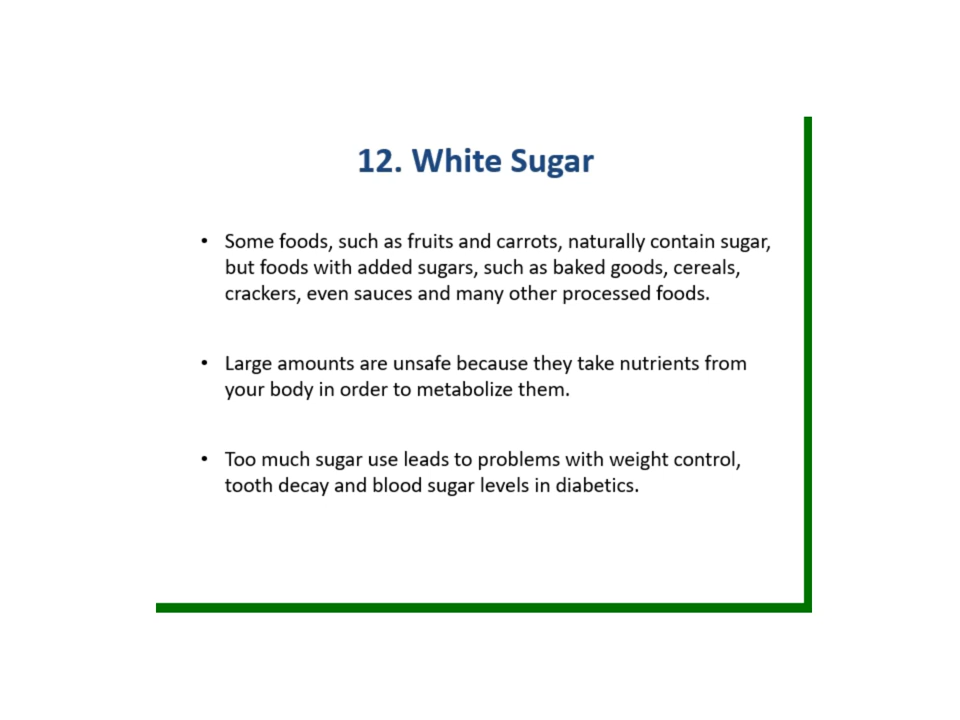 12. White Sugar
• Some foods, such as fruits and carrots, naturally contain sugar,
but foods with added sugars, such as baked goods, cereals,
crackers, even sauces and many other processed foods.
• Large amounts are unsafe because they take nutrients from
your body in order to metabolize them.
• Too much sugar use leads to problems with weight control,
tooth decay and blood sugar levels in diabetics.